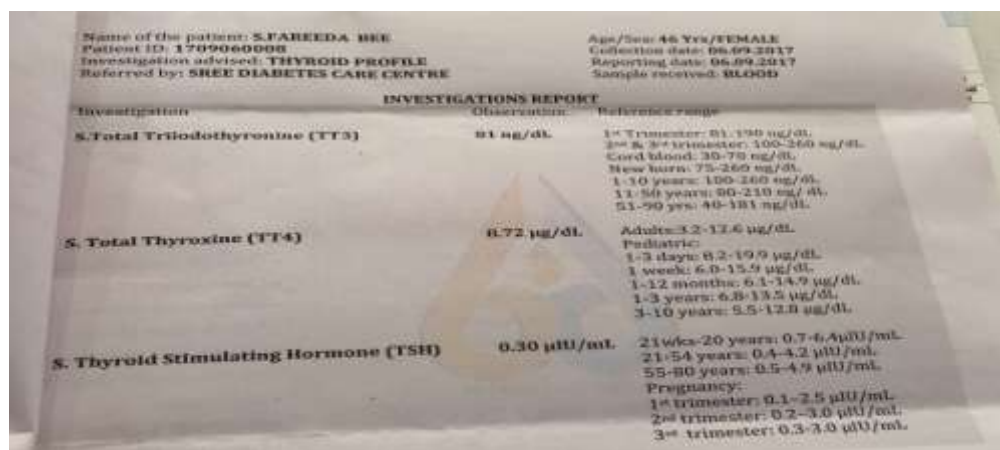 Name of the patient: S.FAREEDA BEE
Age/Sex: 46 Yrs/FEMALE
Patient ID: 1709060008
Collection date: 06.09.2017
Investigation advised: THYROID PROFILE
Reporting date: 06.09.2017
Referred by: SREE DIABETES CARE CENTRE
Sample received: BLOOD
INVESTIGATIONS REPORT
Investigation Observation Reference range
S.Total Triiodothyronine (TT3) 81 ng/dL 1st Trimester: 81-190 ng/dL
2nd & 3rd trimester: 100-260 ng/dL
Cord blood: 30-70 ng/dL
New born: 75-260 ng/dL
1-10 years: 100-260 ng/dL
11-50 years: 80-210 ng/ dL
51-90 yrs: 40-181 ng/dL
S. Total Thyroxine (TT4) 8.72 µg/dL Adults:3.2-12.6 µg/dL
Pediatric:
1-3 days: 8.2-19.9 µg/dL
1 week: 6.0-15.9 µg/dL
1-12 months: 6.1-14.9 µg/dL
1-3 years: 6.8-13.5 µg/dL
3-10 years: 5.5-12.8 µg/dL
S. Thyroid Stimulating Hormone (TSH) 0.30 µIU/mL 21wks-20 years: 0.7-6.4µIU/mL
21-54 years: 0.4-4.2 µIU/mL
55-80 years: 0.5-4.9 µIU/mL
Pregnancy:
1st trimester: 0.1-2.5 µIU/mL
2nd trimester: 0.2-3.0 µIU/mL
3rd trimester: 0.3-3.0 µIU/mL